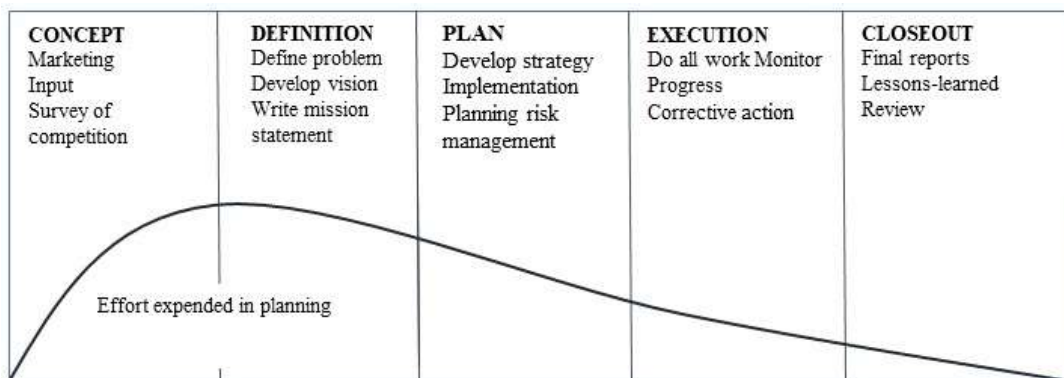 CONCEPT
Marketing
Input
Survey of
competition
DEFINITION
Define problem
Develop vision
Write mission
statement
PLAN
Develop strategy
Implementation
Planning risk
management
EXECUTION
Do all work Monitor
Progress
Corrective action
CLOSEOUT
Final reports
Lessons-learned
Review
Effort expended in planning